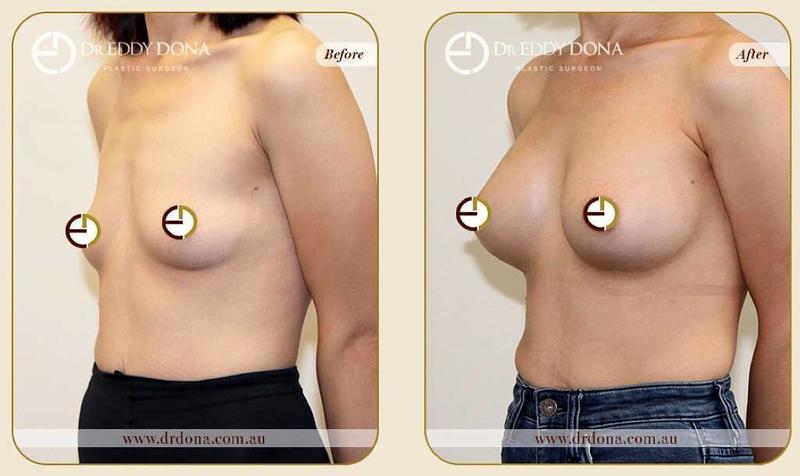 DR EDDY DONA
PLASTIC SURGEON
Before
www.drdona.com.au
DR EDDY DONA
PLASTIC SURGEON
After
www.drdona.com.au